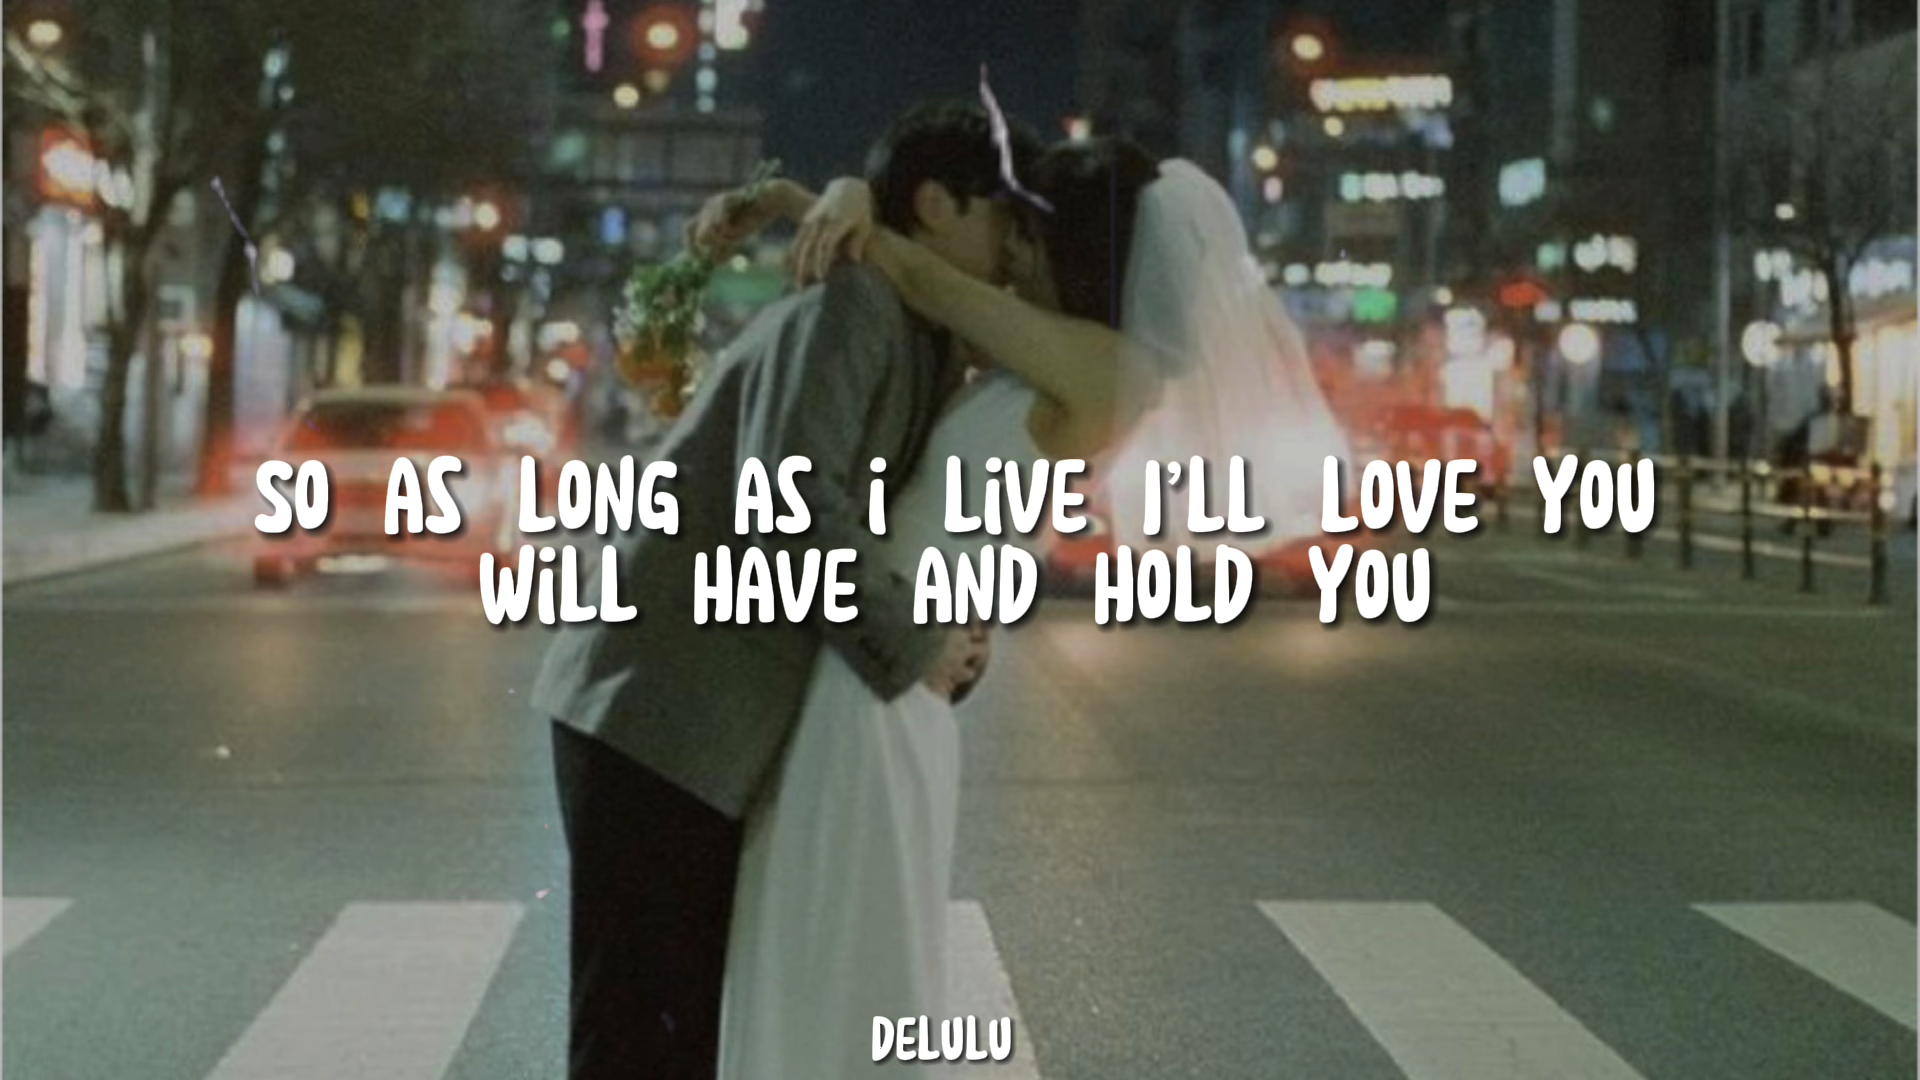 SO AS LONG AS i LiVE I'LL LOVE YOU
WiLL HAVE AND HOLD YOU
DELULU